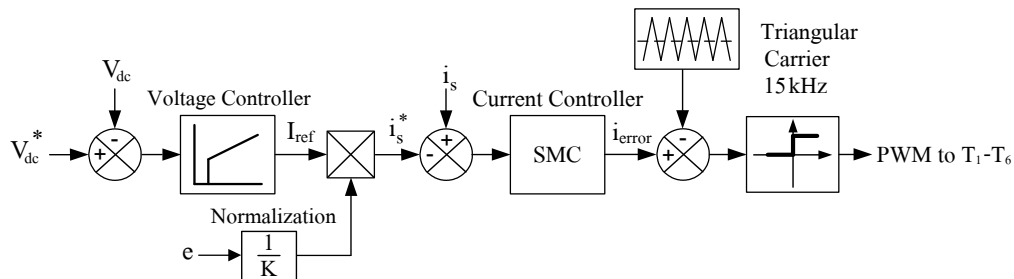 Triangular
Carrier
15kHz
V_dc
Voltage Controller
i_s
Current Controller
V_dc*
-
+
I_ref
i_s*
+
-
SMC
i_error
-
+
PWM to T_1-T_6
Normalization
e
1
K